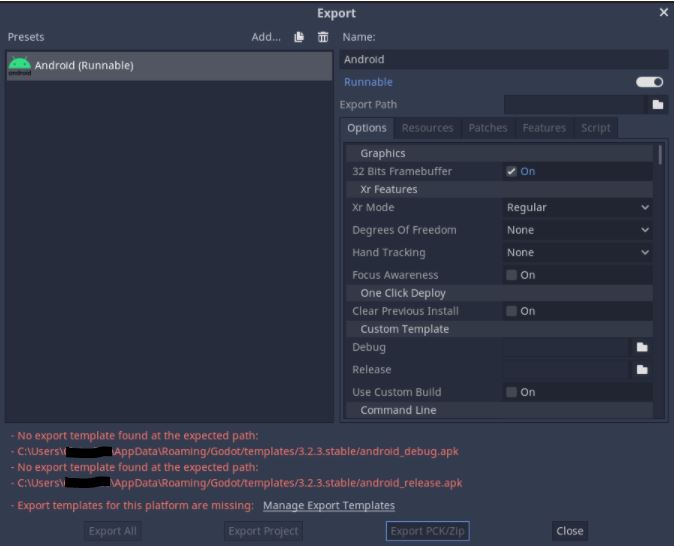 Export
Presets
Add...
Name:
android
Android (Runnable)
Android
Runnable
Export Path
Options Resources Patches Features Script
Graphics
32 Bits Framebuffer On
Xr Features
Xr Mode Regular
Degrees Of Freedom None
Hand Tracking None
Focus Awareness On
One Click Deploy
Clear Previous Install On
Custom Template
Debug
Release
Use Custom Build On
Command Line
- No export template found at the expected path:
- C:\Users\ \AppData\Roaming/Godot/templates/3.2.3.stable/android_debug.apk
- No export template found at the expected path:
- C:\Users\ \AppData\Roaming/Godot/templates/3.2.3.stable/android_release.apk
- Export templates for this platform are missing: Manage Export Templates
Export All Export Project Export PCK/Zip Close